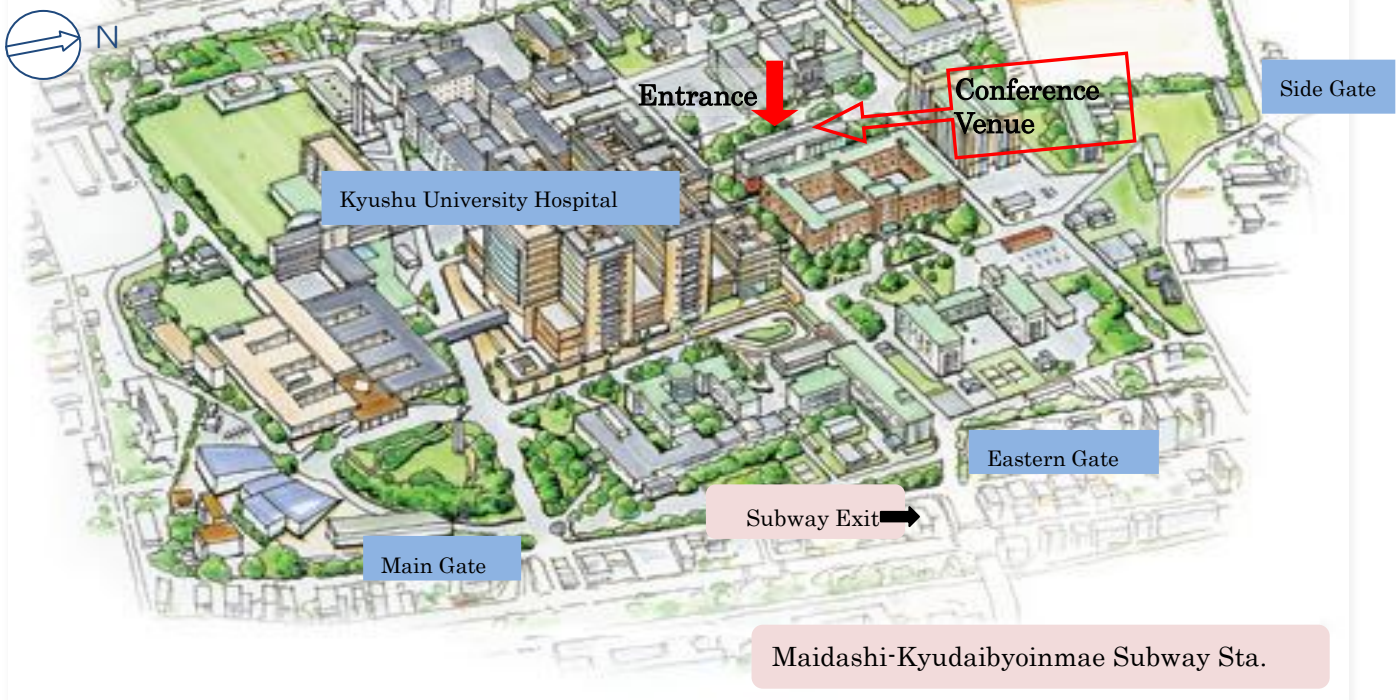 N
Entrance
Conference
Venue
Side Gate
Kyushu University Hospital
Eastern Gate
Subway Exit
Main Gate
Maidashi-Kyudaibyoinmae Subway Sta.